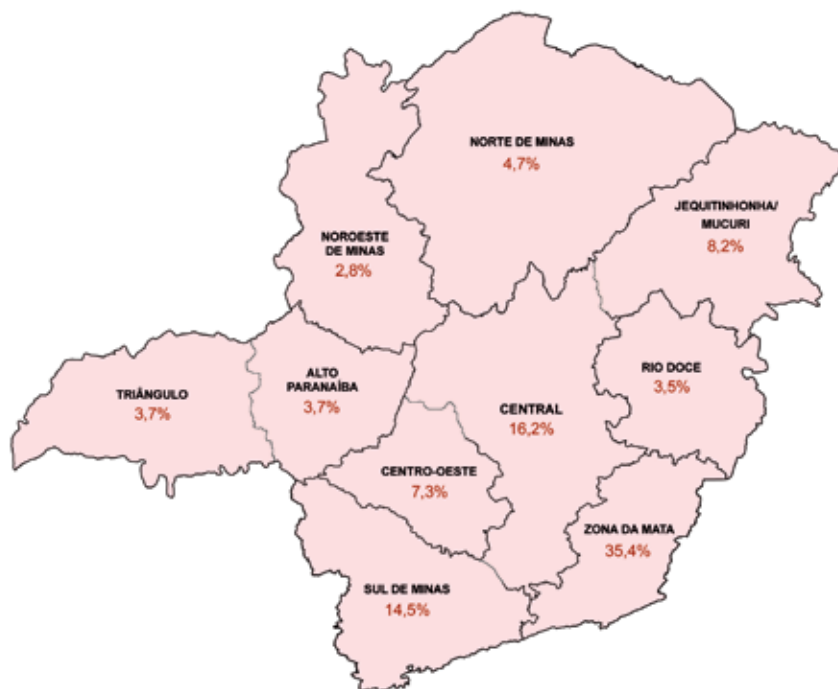 NORTE DE MINAS
4,7%
JEQUITINHONHA/
MUCURI
8,2%
NOROESTE
DE MINAS
2,8%
TRIÂNGULO
3,7%
ALTO
PARANAÍBA
3,7%
RIO DOCE
3,5%
CENTRAL
16,2%
CENTRO-OESTE
7,3%
ZONA DA MATA
35,4%
SUL DE MINAS
14,5%